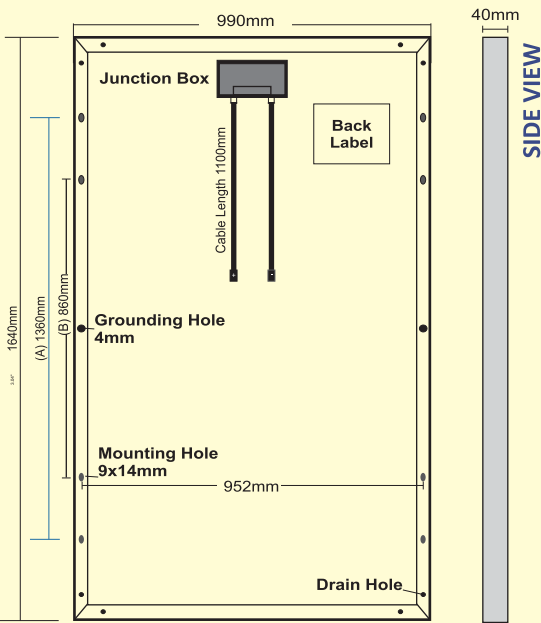 990mm
40mm
SIDE VIEW
Junction Box
Back
Label
Cable Length 1100mm
1640mm
(A) 1360mm
(B) 860mm
Grounding Hole
4mm
Mounting Hole
9x14mm
952mm
Drain Hole